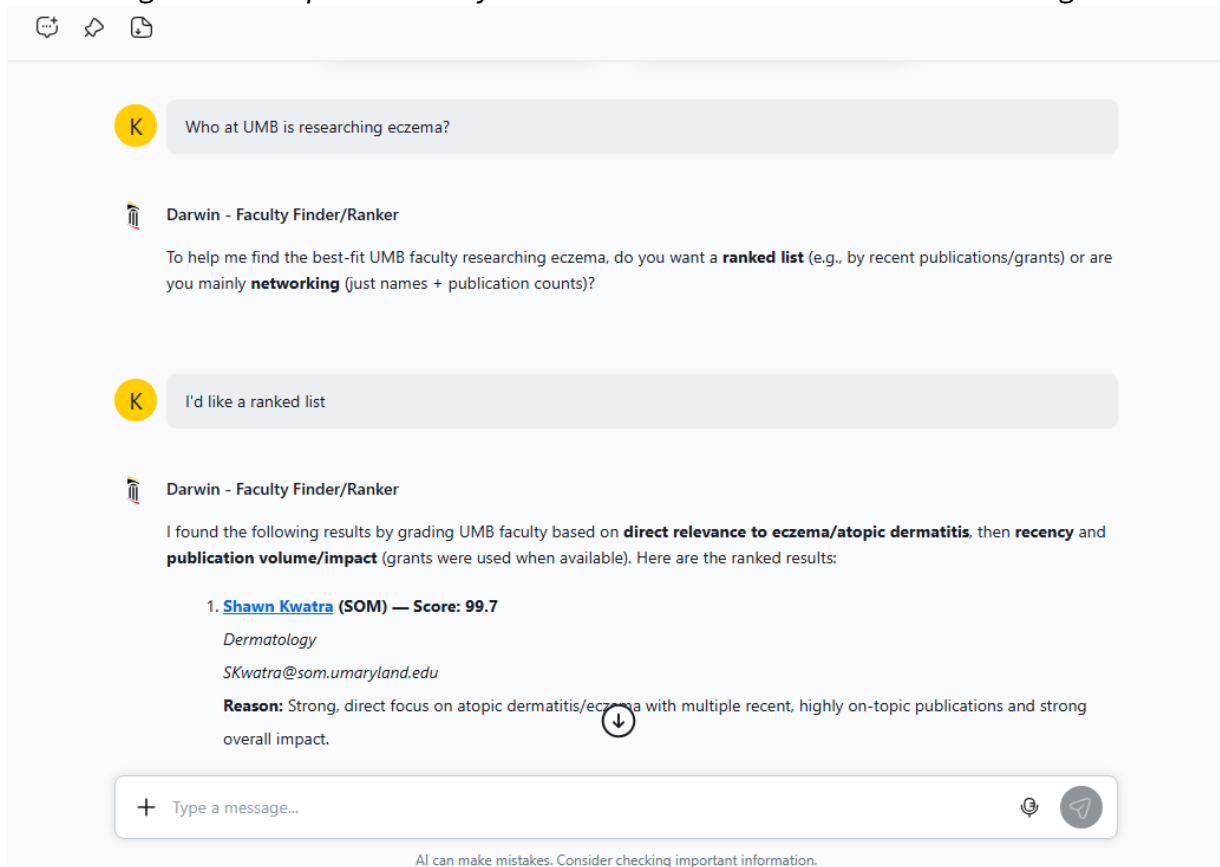 K
Who at UMB is researching eczema?
Darwin - Faculty Finder/Ranker
To help me find the best-fit UMB faculty researching eczema, do you want a ranked list (e.g., by recent publications/grants) or are
you mainly networking (just names + publication counts)?
K
I'd like a ranked list
Darwin - Faculty Finder/Ranker
I found the following results by grading UMB faculty based on direct relevance to eczema/atopic dermatitis, then recency and
publication volume/impact (grants were used when available). Here are the ranked results:
1. Shawn Kwatra (SOM) — Score: 99.7
Dermatology
SKwatra@som.umaryland.edu
Reason: Strong, direct focus on atopic dermatitis/eczema with multiple recent, highly on-topic publications and strong
overall impact.
Type a message...
AI can make mistakes. Consider checking important information.